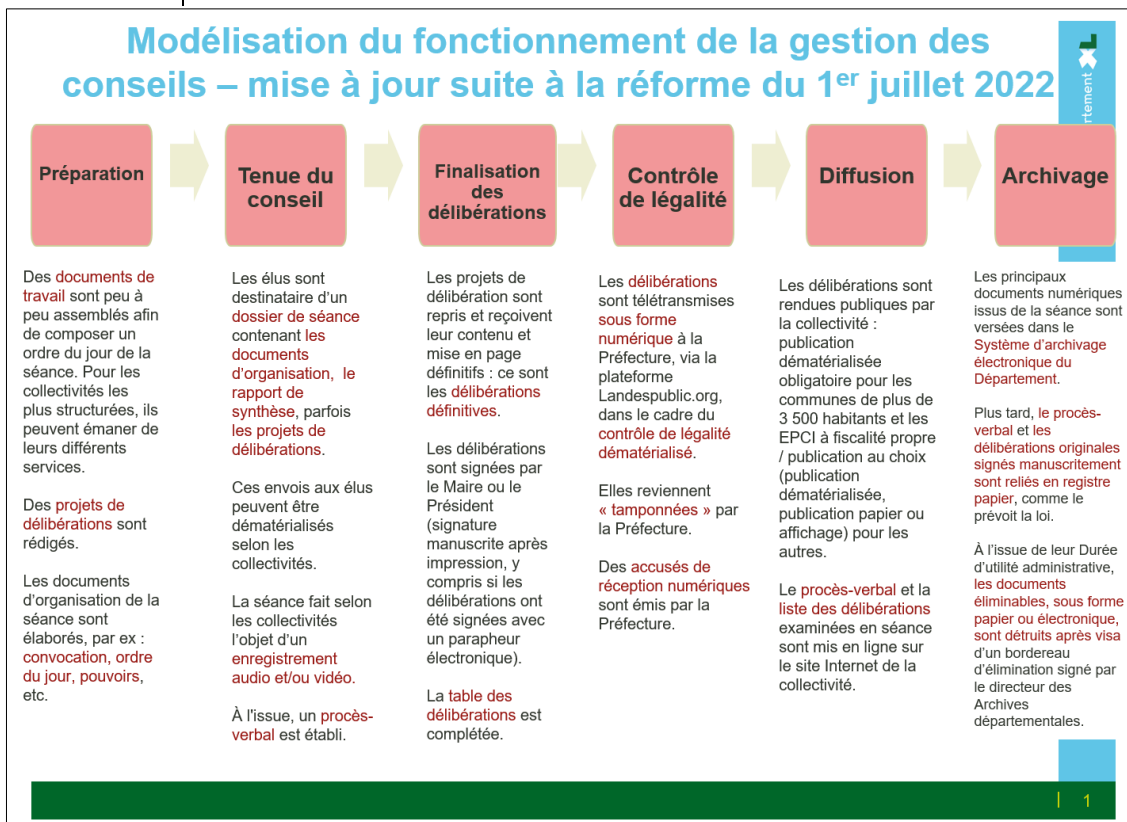 Modélisation du fonctionnement de la gestion des
conseils – mise à jour suite à la réforme du 1er juillet 2022
XL
Préparation
Tenue du
conseil
Finalisation
des
délibérations
Contrôle
de légalité
Diffusion
Archivage
Des documents de
travail sont peu à
peu assemblés afin
de composer un
ordre du jour de la
séance. Pour les
collectivités les
plus structurées, ils
peuvent émaner de
leurs différents
services.
Des projets de
délibérations sont
rédigés.
Les documents
d'organisation de la
séance sont
élaborés, par ex :
convocation, ordre
du jour, pouvoirs,
etc.
Les élus sont
destinataire d'un
dossier de séance
contenant les
documents
d'organisation, le
rapport de
synthèse, parfois
les projets de
délibérations.
Ces envois aux élus
peuvent être
dématérialisés
selon les
collectivités.
La séance fait selon
les collectivités
l'objet d'un
enregistrement
audio et/ou vidéo.
À l'issue, un procès-
verbal est établi.
Les projets de
délibération sont
repris et reçoivent
leur contenu et
mise en page
définitifs : ce sont
les délibérations
définitives.
Les délibérations
sont signées par
le Maire ou le
Président
(signature
manuscrite après
impression, y
compris si les
délibérations ont
été signées avec
un parapheur
électronique).
La table des
délibérations est
complétée.
Les délibérations
sont télétransmises
sous forme
numérique à la
Préfecture, via la
plateforme
Landespublic.org,
dans le cadre du
contrôle de légalité
dématérialisé.
Elles reviennent
« tamponnées » par
la Préfecture.
Des accusés de
réception numériques
sont émis par la
Préfecture.
Les délibérations sont
rendues publiques par
la collectivité :
publication
dématérialisée
obligatoire pour les
communes de plus de
3 500 habitants et les
EPCI à fiscalité propre
/ publication au choix
(publication
dématérialisée,
publication papier ou
affichage) pour les
autres.
Le procès-verbal et la
liste des délibérations
examinées en séance
sont mis en ligne sur
le site Internet de la
collectivité.
Les principaux
documents numériques
issus de la séance sont
versées dans le
Système d'archivage
électronique du
Département.
Plus tard, le procès-
verbal et les
délibérations originales
signés manuscritement
sont reliés en registre
papier, comme le
prévoit la loi.
À l'issue de leur Durée
d'utilité administrative,
les documents
éliminables, sous forme
papier ou électronique,
sont détruits après visa
d'un bordereau
d'élimination signé par
le directeur des
Archives
départementales.
| 1